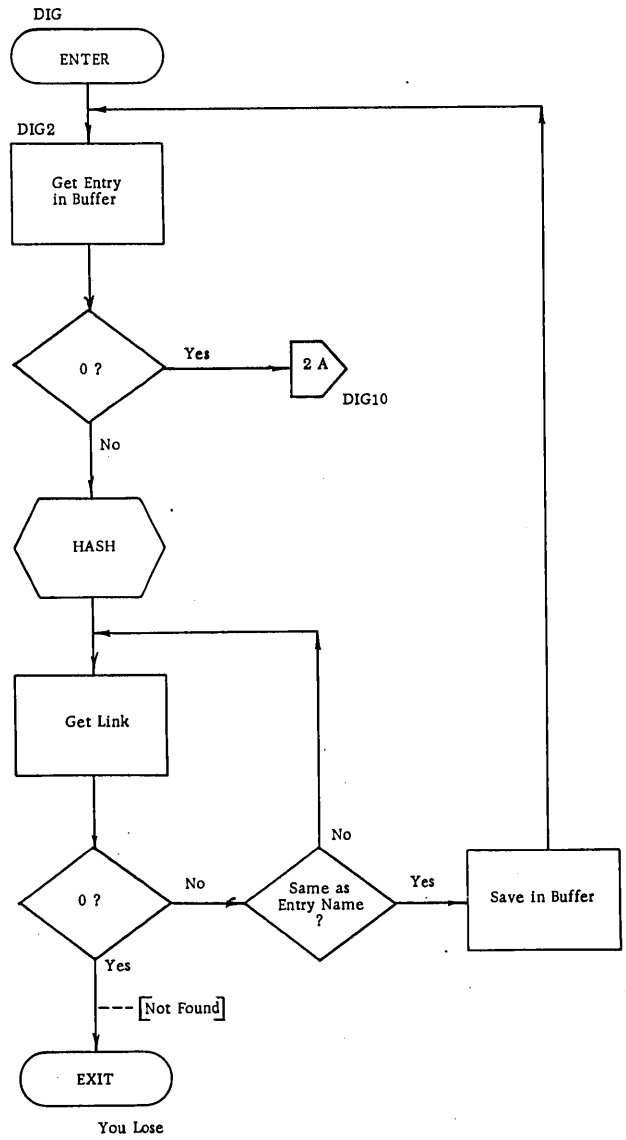 DIG
ENTER
DIG2
Get Entry
in Buffer
0 ?
Yes
2 A
DIG10
No
HASH
Get Link
0 ?
No
Same as
Entry Name
?
No
Yes
Save in Buffer
Yes
[Not Found]
EXIT
You Lose